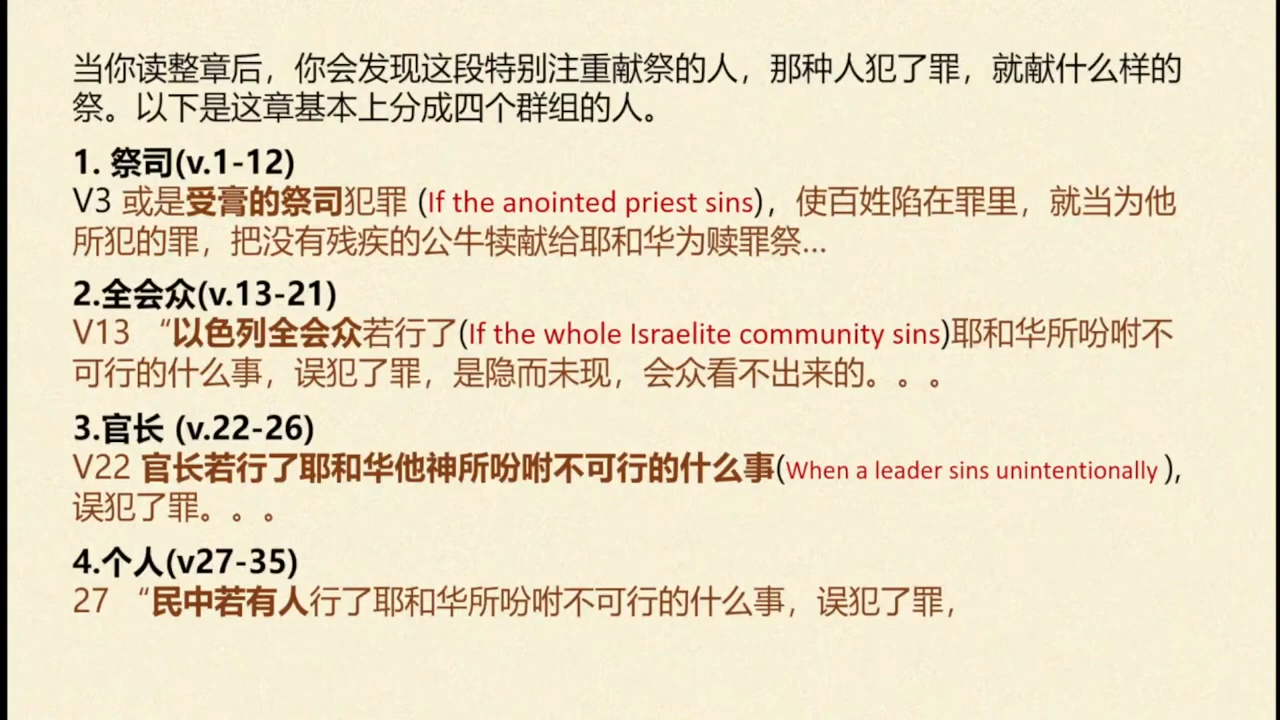 当你读整章后，你会发现这段特别注重献祭的人，那种人犯了罪，就献什么样的
祭。以下是这章基本上分成四个群组的人。
1. 祭司(v.1-12)
V3 或是受膏的祭司犯罪 (If the anointed priest sins)，使百姓陷在罪里，就当为他
所犯的罪，把没有残疾的公牛犊献给耶和华为赎罪祭...
2.全会众(v.13-21)
V13 “以色列全会众若行了(If the whole Israelite community sins)耶和华所吩咐不
可行的什么事，误犯了罪，是隐而未现，会众看不出来的。。。
3.官长 (v.22-26)
V22 官长若行了耶和华他神所吩咐不可行的什么事(When a leader sins unintentionally ),
误犯了罪。。。
4.个人(v27-35)
27 “民中若有人行了耶和华所吩咐不可行的什么事，误犯了罪，